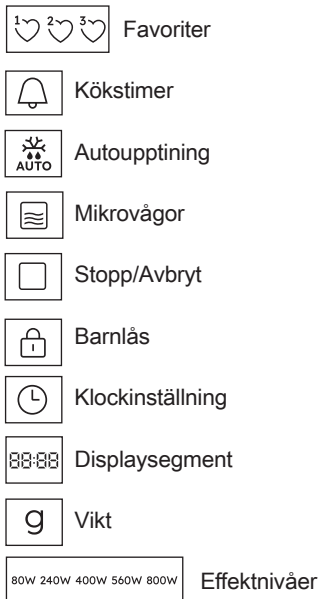 1 2 3 Favoriter
Kökstimer
AUTO Autoupptining
Mikrovågor
Stopp/Avbryt
Barnlås
Klockinställning
88:88 Displaysegment
g Vikt
80W 240W 400W 560W 800W Effektnivåer